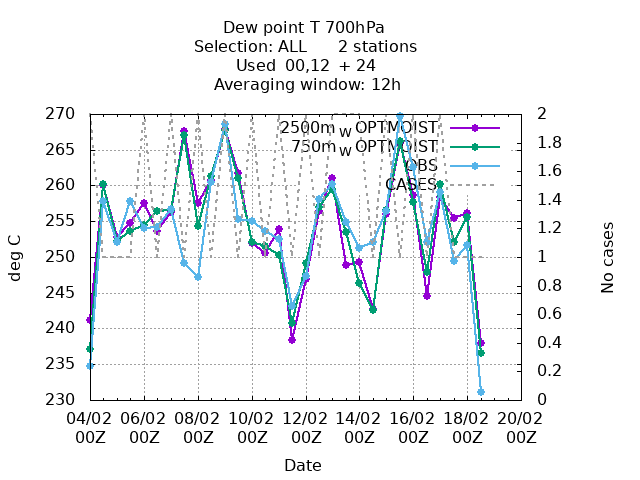 Dew point T 700hPa
Selection: ALL 2 stations
Used 00,12 + 24
Averaging window: 12h
2500m_W OPTMOIST
750m_W OPTMOIST
OBS
CASES
270
265
260
255
250
245
240
235
230
2
1.8
1.6
1.4
1.2
1
0.8
0.6
0.4
0.2
0
deg C
No cases
04/02 06/02 08/02 10/02 12/02 14/02 16/02 18/02 20/02
00Z 00Z 00Z 00Z 00Z 00Z 00Z 00Z 00Z
Date